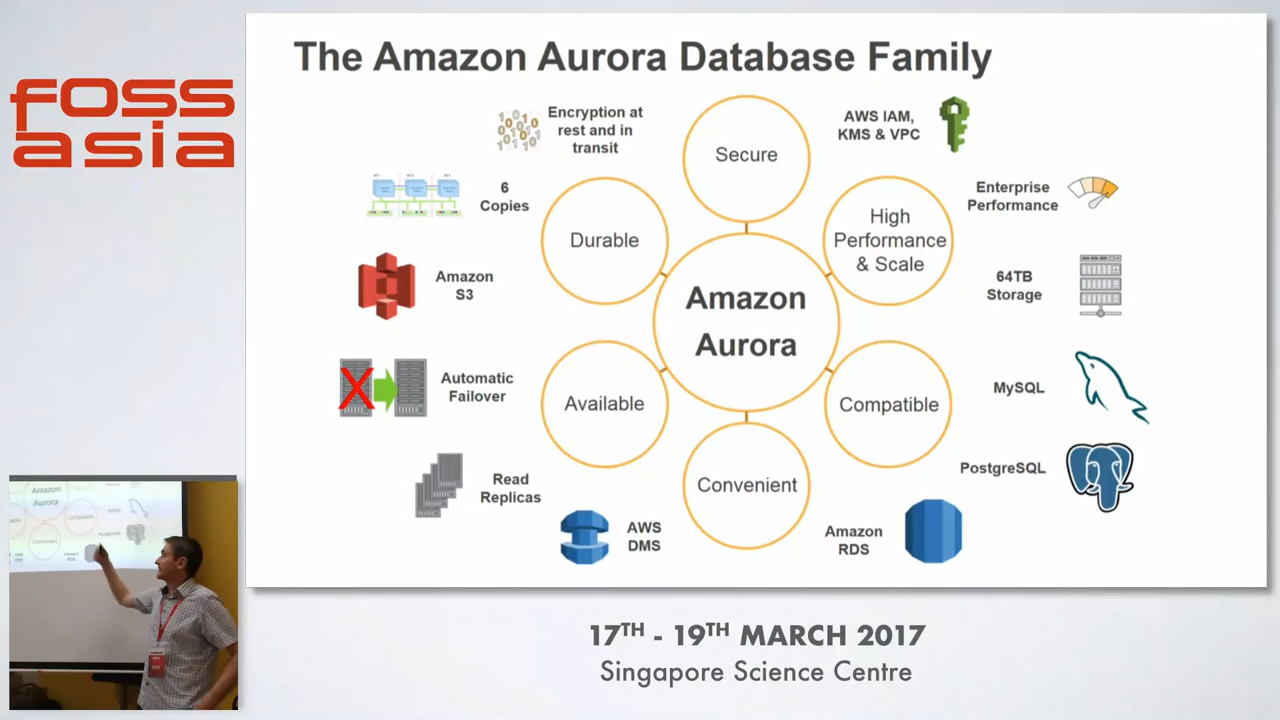 foss
asia
The Amazon Aurora Database Family
Encryption at
rest and in
transit
Secure
AWS IAM,
KMS & VPC
6
Copies
Durable
High
Performance
& Scale
Enterprise
Performance
Amazon
S3
Amazon
Aurora
64TB
Storage
Automatic
Failover
Available
Compatible
MySQL
Read
Replicas
Convenient
PostgreSQL
AWS
DMS
Amazon
RDS
Amazon
Aurora
17TH - 19TH MARCH 2017
Singapore Science Centre